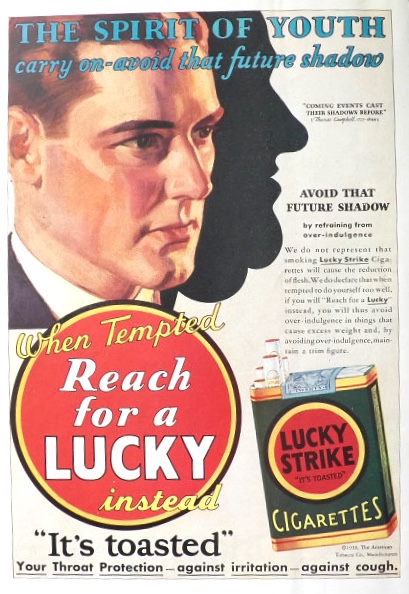 THE SPIRIT OF YOUTH
carry on-avoid that future shadow
"COMING EVENTS CAST
THEIR SHADOWS BEFORE"
AVOID THAT
FUTURE SHADOW
by refraining from
over-indulgence
We do not represent that
smoking Lucky Strike Ciga-
rettes will cause the reduction
of flesh. We do declare that when
tempted to do yourself too well,
if you will "Reach for a Lucky"
instead, you will thus avoid
over-indulgence in things that
cause excess weight and, by
avoiding over-indulgence, main-
tain a trim figure.
When Tempted
Reach
for a
LUCKY
instead
LUCKY
STRIKE
"IT'S TOASTED"
CIGARETTES
"It's toasted"
The American
Tobacco Co., Manufacturers
Your Throat Protection—against irritation—against cough.